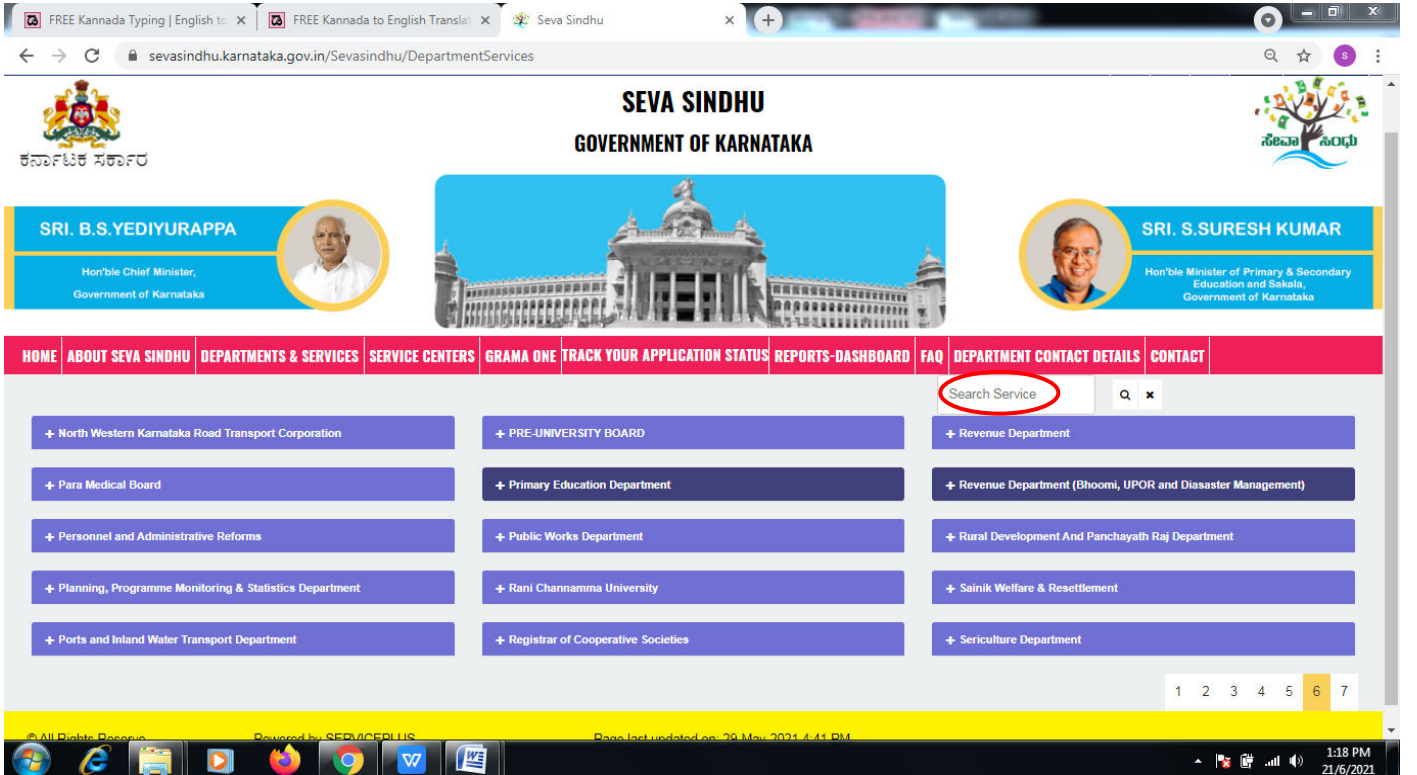 FREE Kannada Typing | English to
FREE Kannada to English Translat
Seva Sindhu
sevasindhu.karnataka.gov.in/Sevasindhu/DepartmentServices
s
ಕರ್ನಾಟಕ ಸರ್ಕಾರ
SEVA SINDHU
GOVERNMENT OF KARNATAKA
ಸೇವಾ ಸಿಂಧು
SRI. B.S.YEDIYURAPPA
Hon'ble Chief Minister,
Government of Karnataka
SRI. S.SURESH KUMAR
Hon'ble Minister of Primary & Secondary
Education and Sakala,
Government of Karnataka
HOME ABOUT SEVA SINDHU DEPARTMENTS & SERVICES SERVICE CENTERS GRAMA ONE TRACK YOUR APPLICATION STATUS REPORTS-DASHBOARD FAQ DEPARTMENT CONTACT DETAILS CONTACT
Search Service
+ North Western Karnataka Road Transport Corporation
+ PRE-UNIVERSITY BOARD
+ Revenue Department
+ Para Medical Board
+ Primary Education Department
+ Revenue Department (Bhoomi, UPOR and Diasaster Management)
+ Personnel and Administrative Reforms
+ Public Works Department
+ Rural Development And Panchayath Raj Department
+ Planning, Programme Monitoring & Statistics Department
+ Rani Channamma University
+ Sainik Welfare & Resettlement
+ Ports and Inland Water Transport Department
+ Registrar of Cooperative Societies
+ Sericulture Department
1 2 3 4 5 6 7
© All Rights Reserve
Powered by SERVICEPLUS
Page last updated on: 29 May, 2021 4:41 PM
1:18 PM
21/6/2021